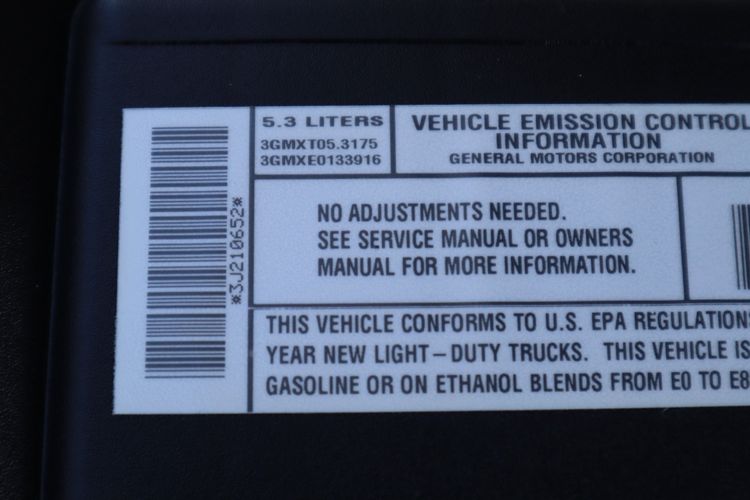 *3J210652*
5.3 LITERS
3GMXT05.3175
3GMXE0133916
VEHICLE EMISSION CONTROL
INFORMATION
GENERAL MOTORS CORPORATION
NO ADJUSTMENTS NEEDED.
SEE SERVICE MANUAL OR OWNERS
MANUAL FOR MORE INFORMATION.
THIS VEHICLE CONFORMS TO U.S. EPA REGULATION
YEAR NEW LIGHT – DUTY TRUCKS. THIS VEHICLE IS
GASOLINE OR ON ETHANOL BLENDS FROM E0 TO E8